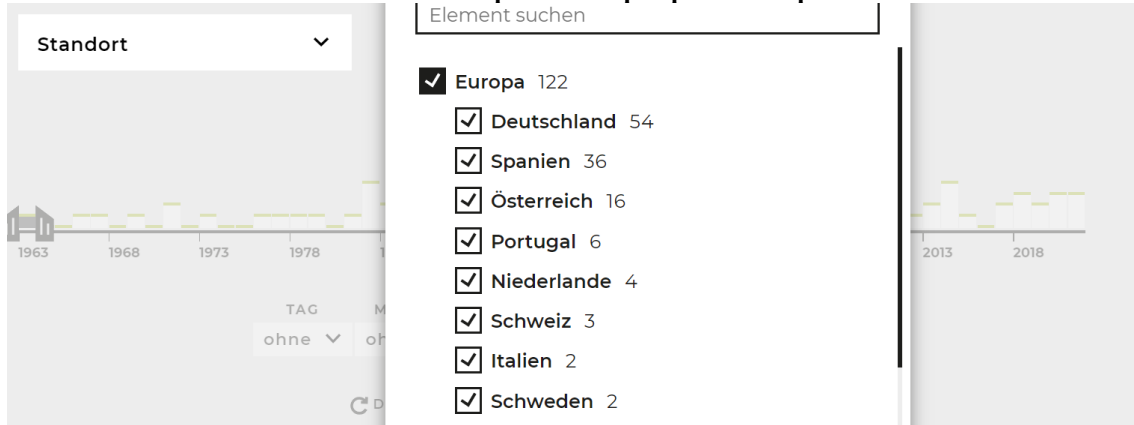 Element suchen
Standort
Europa 122
Deutschland 54
Spanien 36
Österreich 16
Portugal 6
Niederlande 4
Schweiz 3
Italien 2
Schweden 2
1963 1968 1973 1978 2013 2018
TAG
ohne